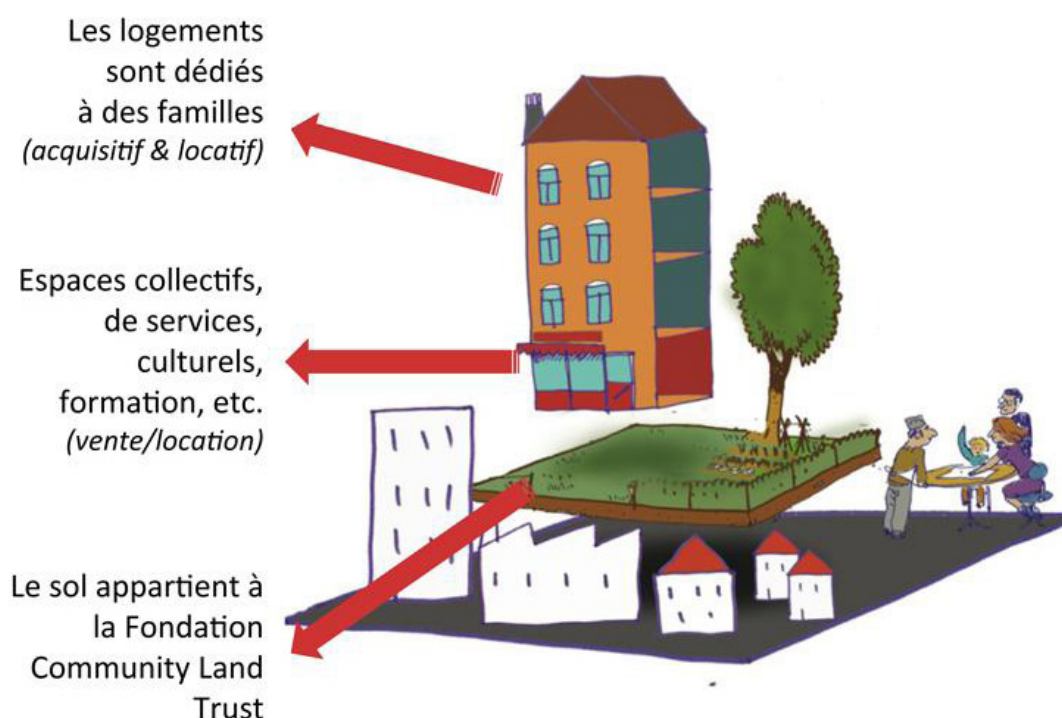 Les logements
sont dédiés
à des familles
(acquisitif & locatif)
Espaces collectifs,
de services,
culturels,
formation, etc.
(vente/location)
Le sol appartient à
la Fondation
Community Land
Trust